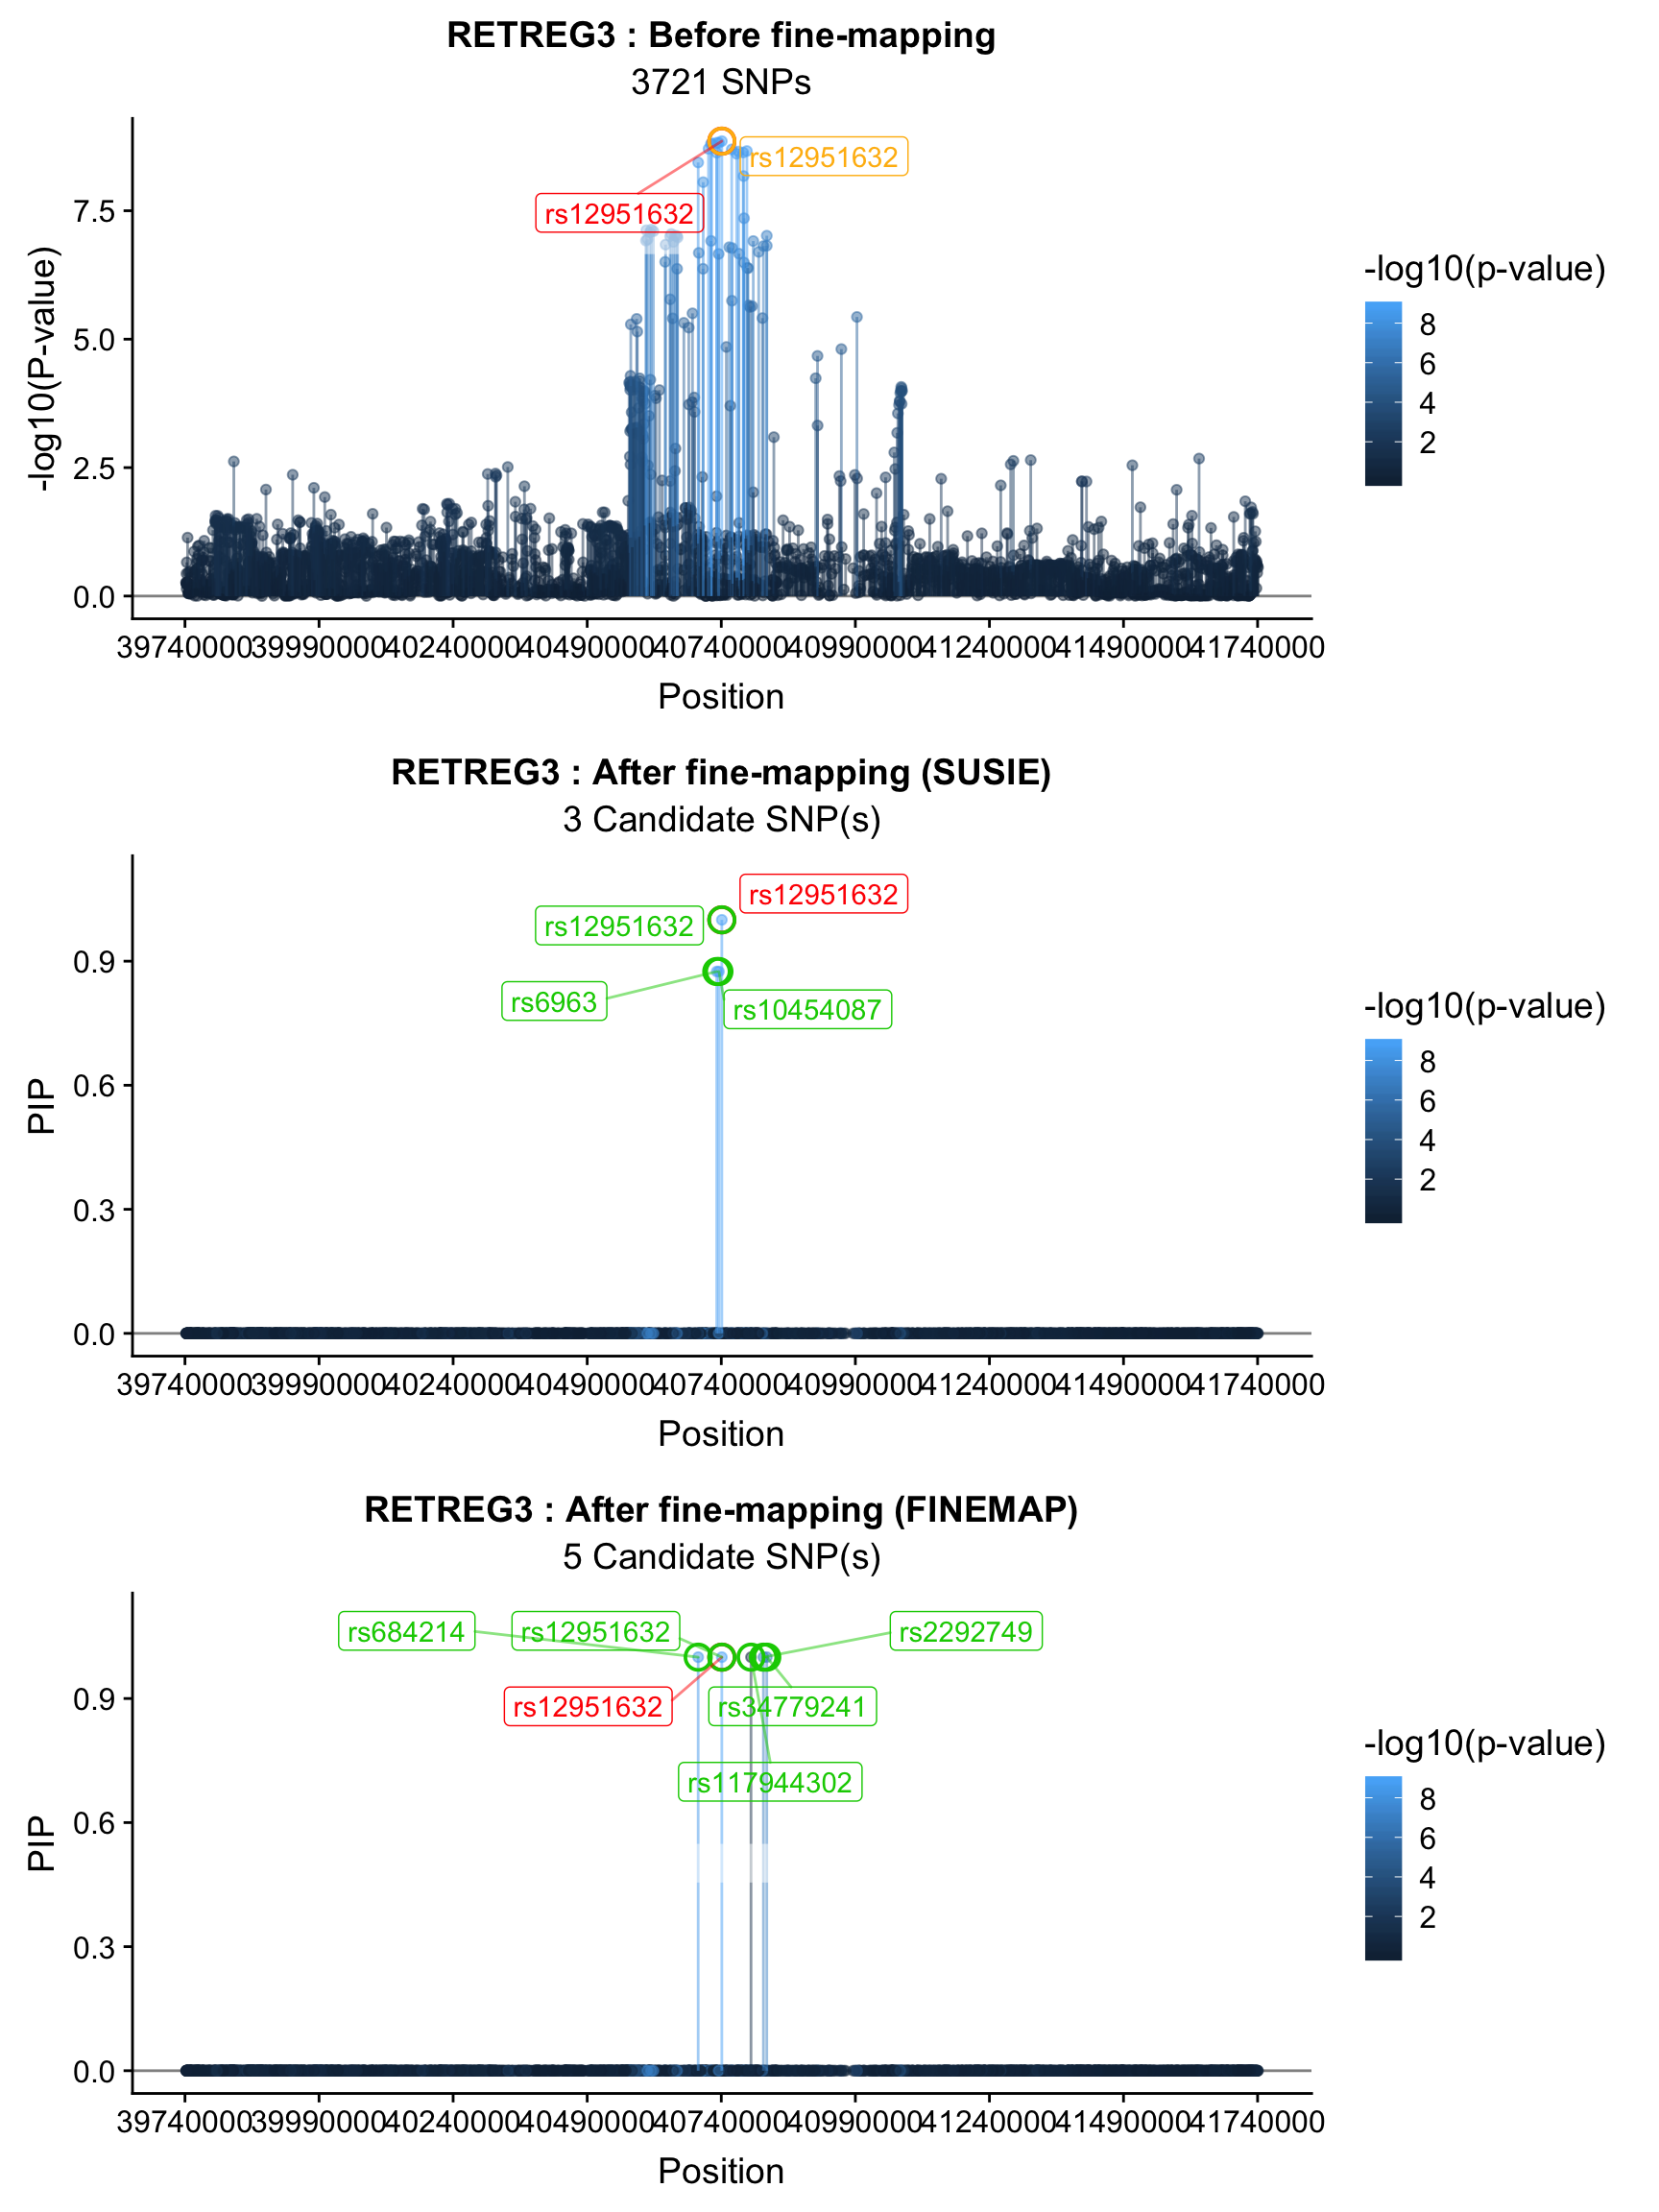 RETREG3 : Before fine-mapping
3721 SNPs
-log10(P-value)
7.5
5.0
2.5
0.0
rs12951632
rs12951632
39740000 39990000 40240000 40490000 40740000 40990000 41240000 41490000 41740000
Position
-log10(p-value)
8
6
4
2
RETREG3 : After fine-mapping (SUSIE)
3 Candidate SNP(s)
PIP
0.9
0.6
0.3
0.0
rs12951632
rs12951632
rs6963
rs10454087
39740000 39990000 40240000 40490000 40740000 40990000 41240000 41490000 41740000
Position
-log10(p-value)
8
6
4
2
RETREG3 : After fine-mapping (FINEMAP)
5 Candidate SNP(s)
PIP
0.9
0.6
0.3
0.0
rs684214
rs12951632
rs2292749
rs12951632
rs34779241
rs117944302
39740000 39990000 40240000 40490000 40740000 40990000 41240000 41490000 41740000
Position
-log10(p-value)
8
6
4
2